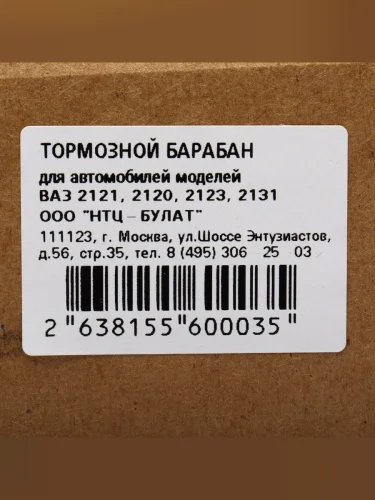 ТОРМОЗНОЙ БАРАБАН
для автомобилей моделей
ВАЗ 2121, 2120, 2123, 2131
ООО "НТЦ – БУЛАТ"
111123, г. Москва, ул.Шоссе Энтузиастов,
д.56, стр.35, тел. 8 (495) 306 25 03
2 "638155"600035"